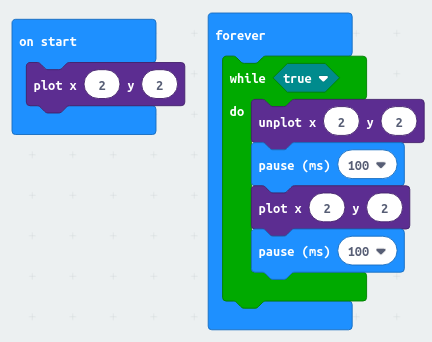 on start
plot x 2 y 2
forever
while true
do
unplot x 2 y 2
pause (ms) 100
plot x 2 y 2
pause (ms) 100